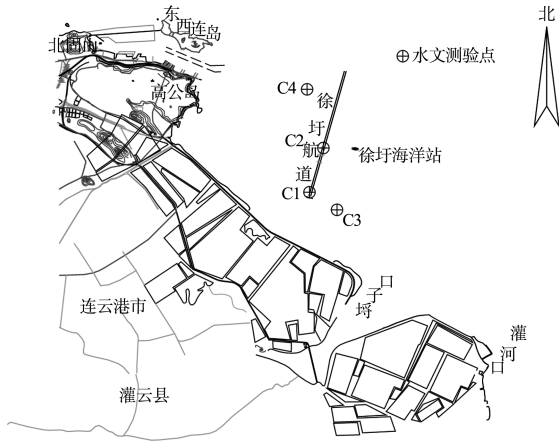 北
东
西连岛
北固山
水文测验点
高公岛
C4
徐圩航道
C2
徐圩海洋站
C1
C3
埒子口
连云港市
灌河口
灌云县